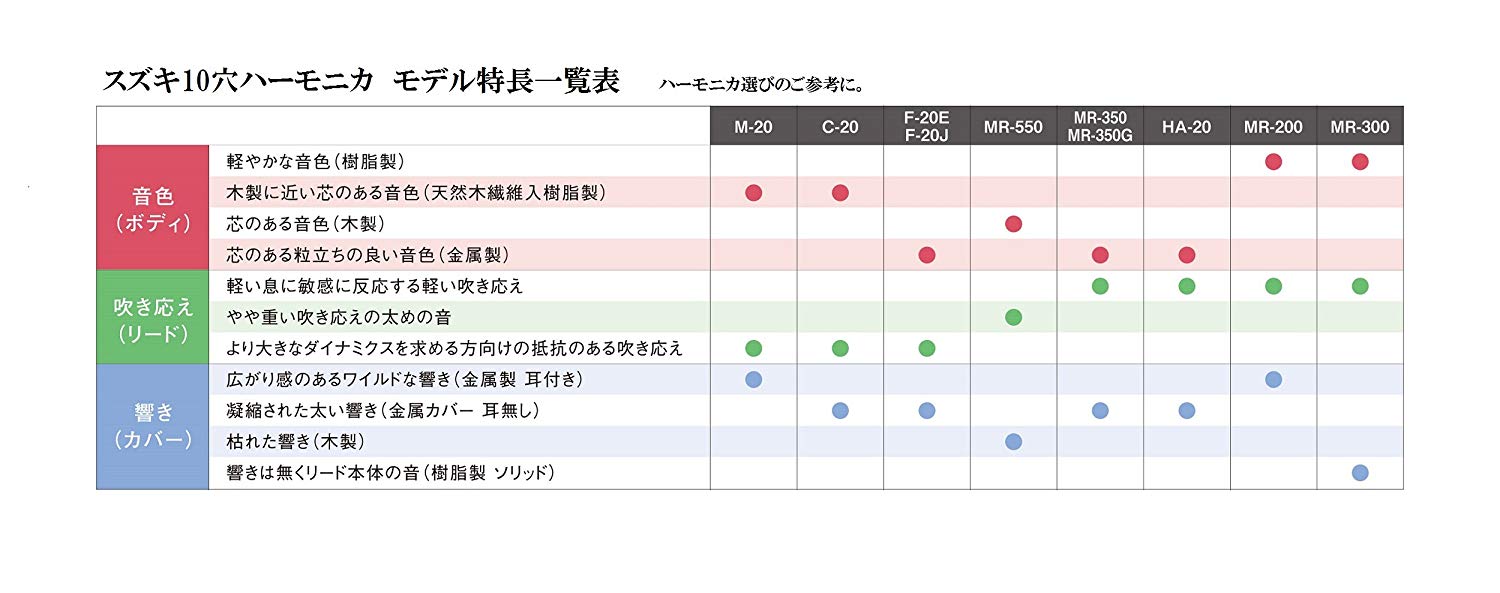 スズキ10穴ハーモニカ モデル特長一覧表 ハーモニカ選びのご参考に。
M-20 C-20 F-20E F-20J MR-550 MR-350 MR-350G HA-20 MR-200 MR-300
音色
(ボディ)
軽やかな音色(樹脂製)
木製に近い芯のある音色(天然木繊維入樹脂製)
芯のある音色(木製)
芯のある粒立ちの良い音色(金属製)
吹き応え
(リード)
軽い息に敏感に反応する軽い吹き応え
やや重い吹き応えの太めの音
より大きなダイナミクスを求める方向けの抵抗のある吹き応え
響き
(カバー)
広がり感のあるワイルドな響き(金属製 耳付き)
凝縮された太い響き(金属カバー 耳無し)
枯れた響き(木製)
響きは無くリード本体の音(樹脂製 ソリッド)